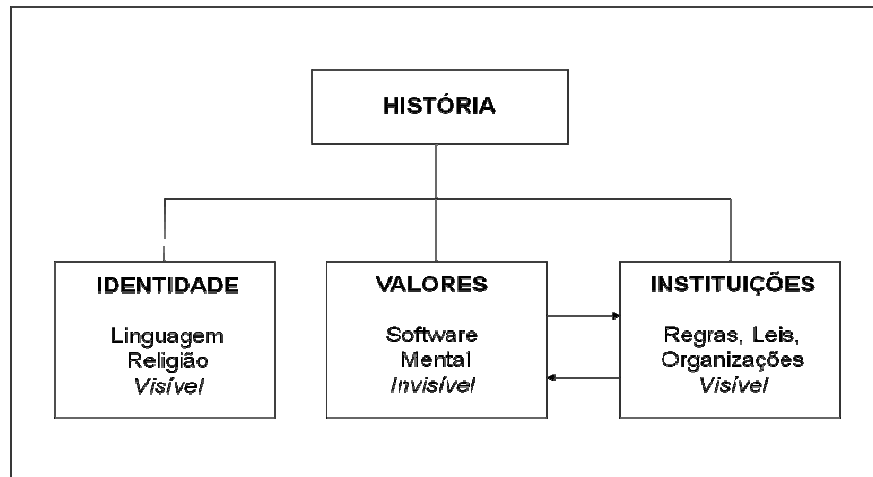 HISTÓRIA
IDENTIDADE
Linguagem
Religião
Visível
VALORES
Software
Mental
Invisível
INSTITUIÇÕES
Regras, Leis,
Organizações
Visível